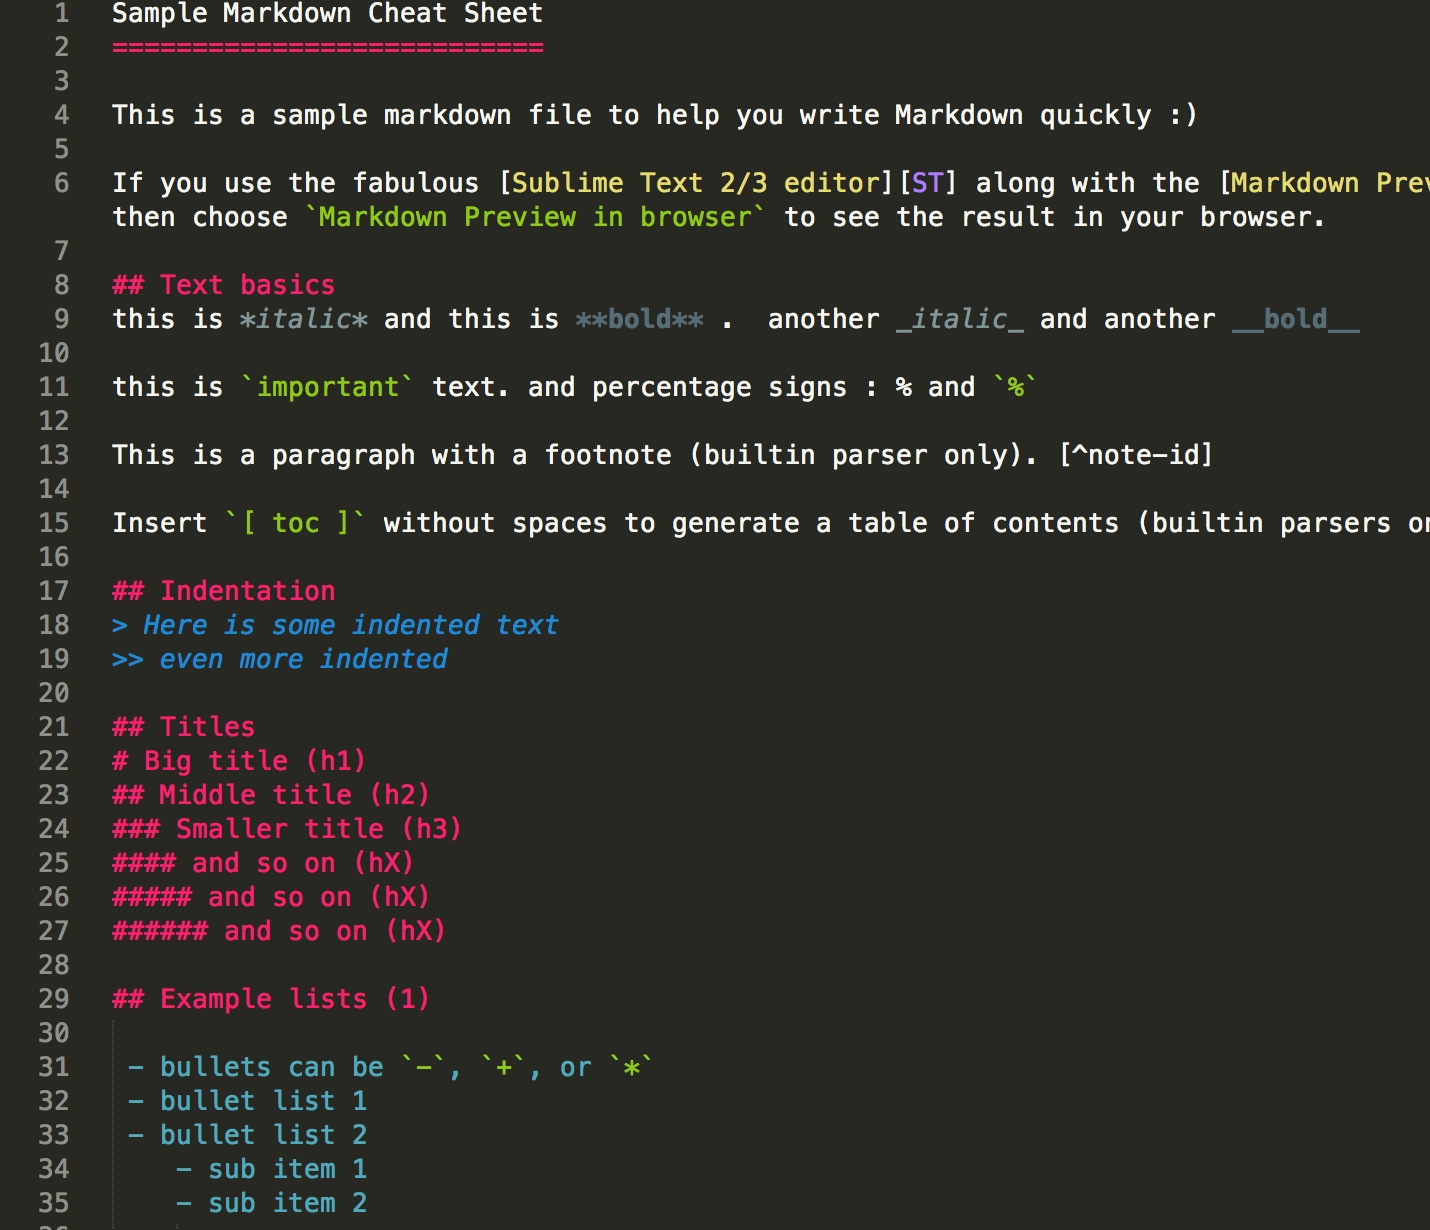 1 Sample Markdown Cheat Sheet
2 ===========================
3
4 This is a sample markdown file to help you write Markdown quickly :)
5
6 If you use the fabulous [Sublime Text 2/3 editor][ST] along with the [Markdown
then choose `Markdown Preview in browser` to see the result in your browser.
7
8 ## Text basics
9 this is *italic* and this is **bold** .  another _italic_ and another __bold__
10
11 this is `important` text. and percentage signs : % and `%`
12
13 This is a paragraph with a footnote (builtin parser only). [^note-id]
14
15 Insert `[ toc ]` without spaces to generate a table of contents (builtin parsers
16
17 ## Indentation
18 > Here is some indented text
19 >> even more indented
20
21 ## Titles
22 # Big title (h1)
23 ## Middle title (h2)
24 ### Smaller title (h3)
25 #### and so on (hX)
26 ##### and so on (hX)
27 ###### and so on (hX)
28
29 ## Example lists (1)
30
31  - bullets can be `-`, `+`, or `*`
32  - bullet list 1
33  - bullet list 2
34     - sub item 1
35     - sub item 2